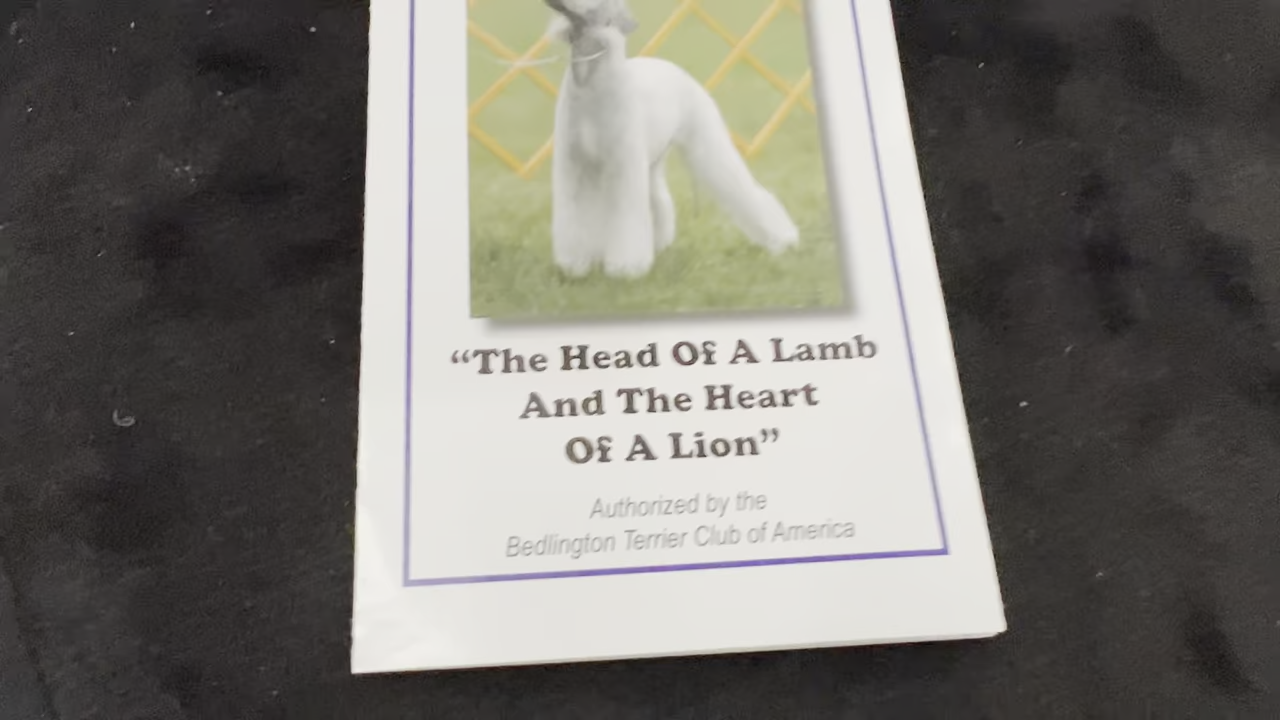 “The Head Of A Lamb
And The Heart
Of A Lion”
Authorized by the
Bedlington Terrier Club of America